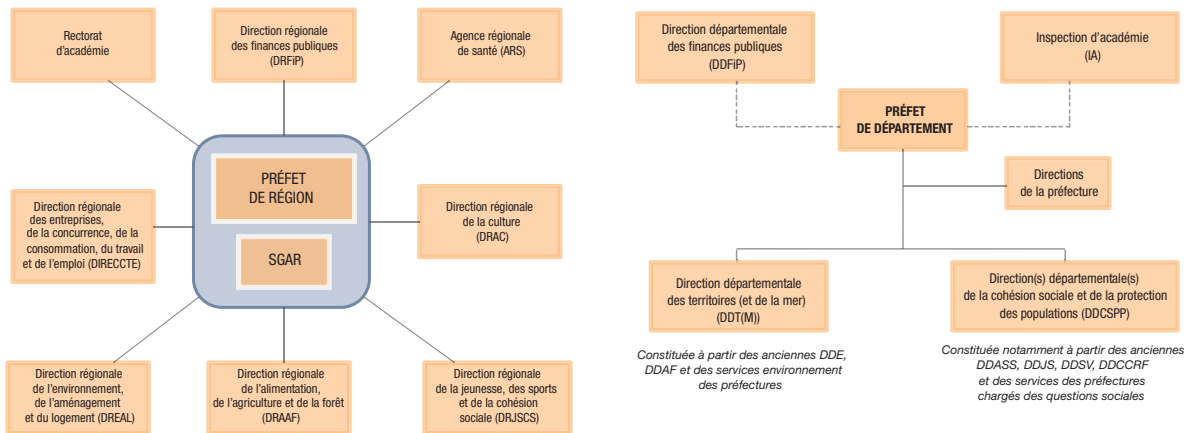 Rectorat
d'académie
Direction régionale
des finances publiques
(DRFiP)
Agence régionale
de santé (ARS)
PRÉFET
DE RÉGION
SGAR
Direction régionale
des entreprises,
de la concurrence, de la
consommation, du travail
et de l'emploi (DIRECCTE)
Direction régionale
de la culture
(DRAC)
Direction régionale
de l'environnement,
de l'aménagement
et du logement (DREAL)
Direction régionale
de l'alimentation,
de l'agriculture et de la forêt
(DRAAF)
Direction régionale
de la jeunesse, des sports
et de la cohésion
sociale (DRJSCS)
Direction départementale
des finances publiques
(DDFiP)
Inspection d'académie
(IA)
PRÉFET
DE DÉPARTEMENT
Directions
de la préfecture
Direction départementale
des territoires (et de la mer)
(DDT(M))
Direction(s) départementale(s)
de la cohésion sociale et de la protection
des populations (DDCSPP)
Constituée à partir des anciennes DDE,
DDAF et des services environnement
des préfectures
Constituée notamment à partir des anciennes
DDASS, DDJS, DDSV, DDCCRF
et des services des préfectures
chargés des questions sociales